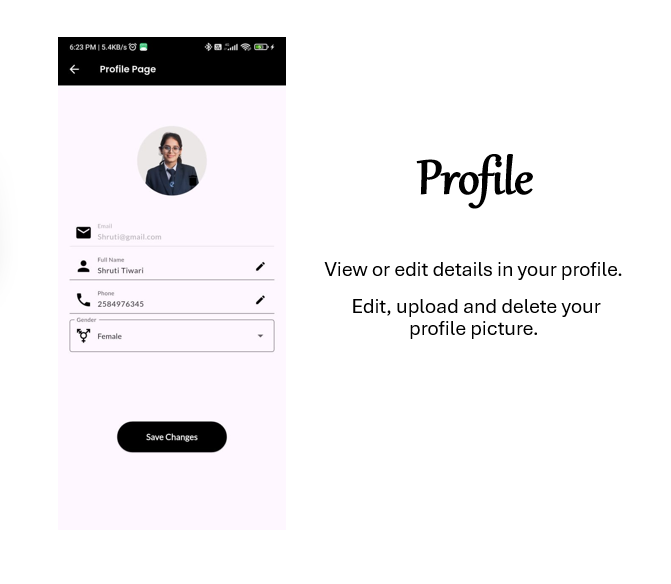 6:23 PM | 5.4KB/s
Profile Page
Email
Shruti@gmail.com
Full Name
Shruti Tiwari
Phone
2584976345
Gender
Female
Save Changes
Profile
View or edit details in your profile.
Edit, upload and delete your
profile picture.